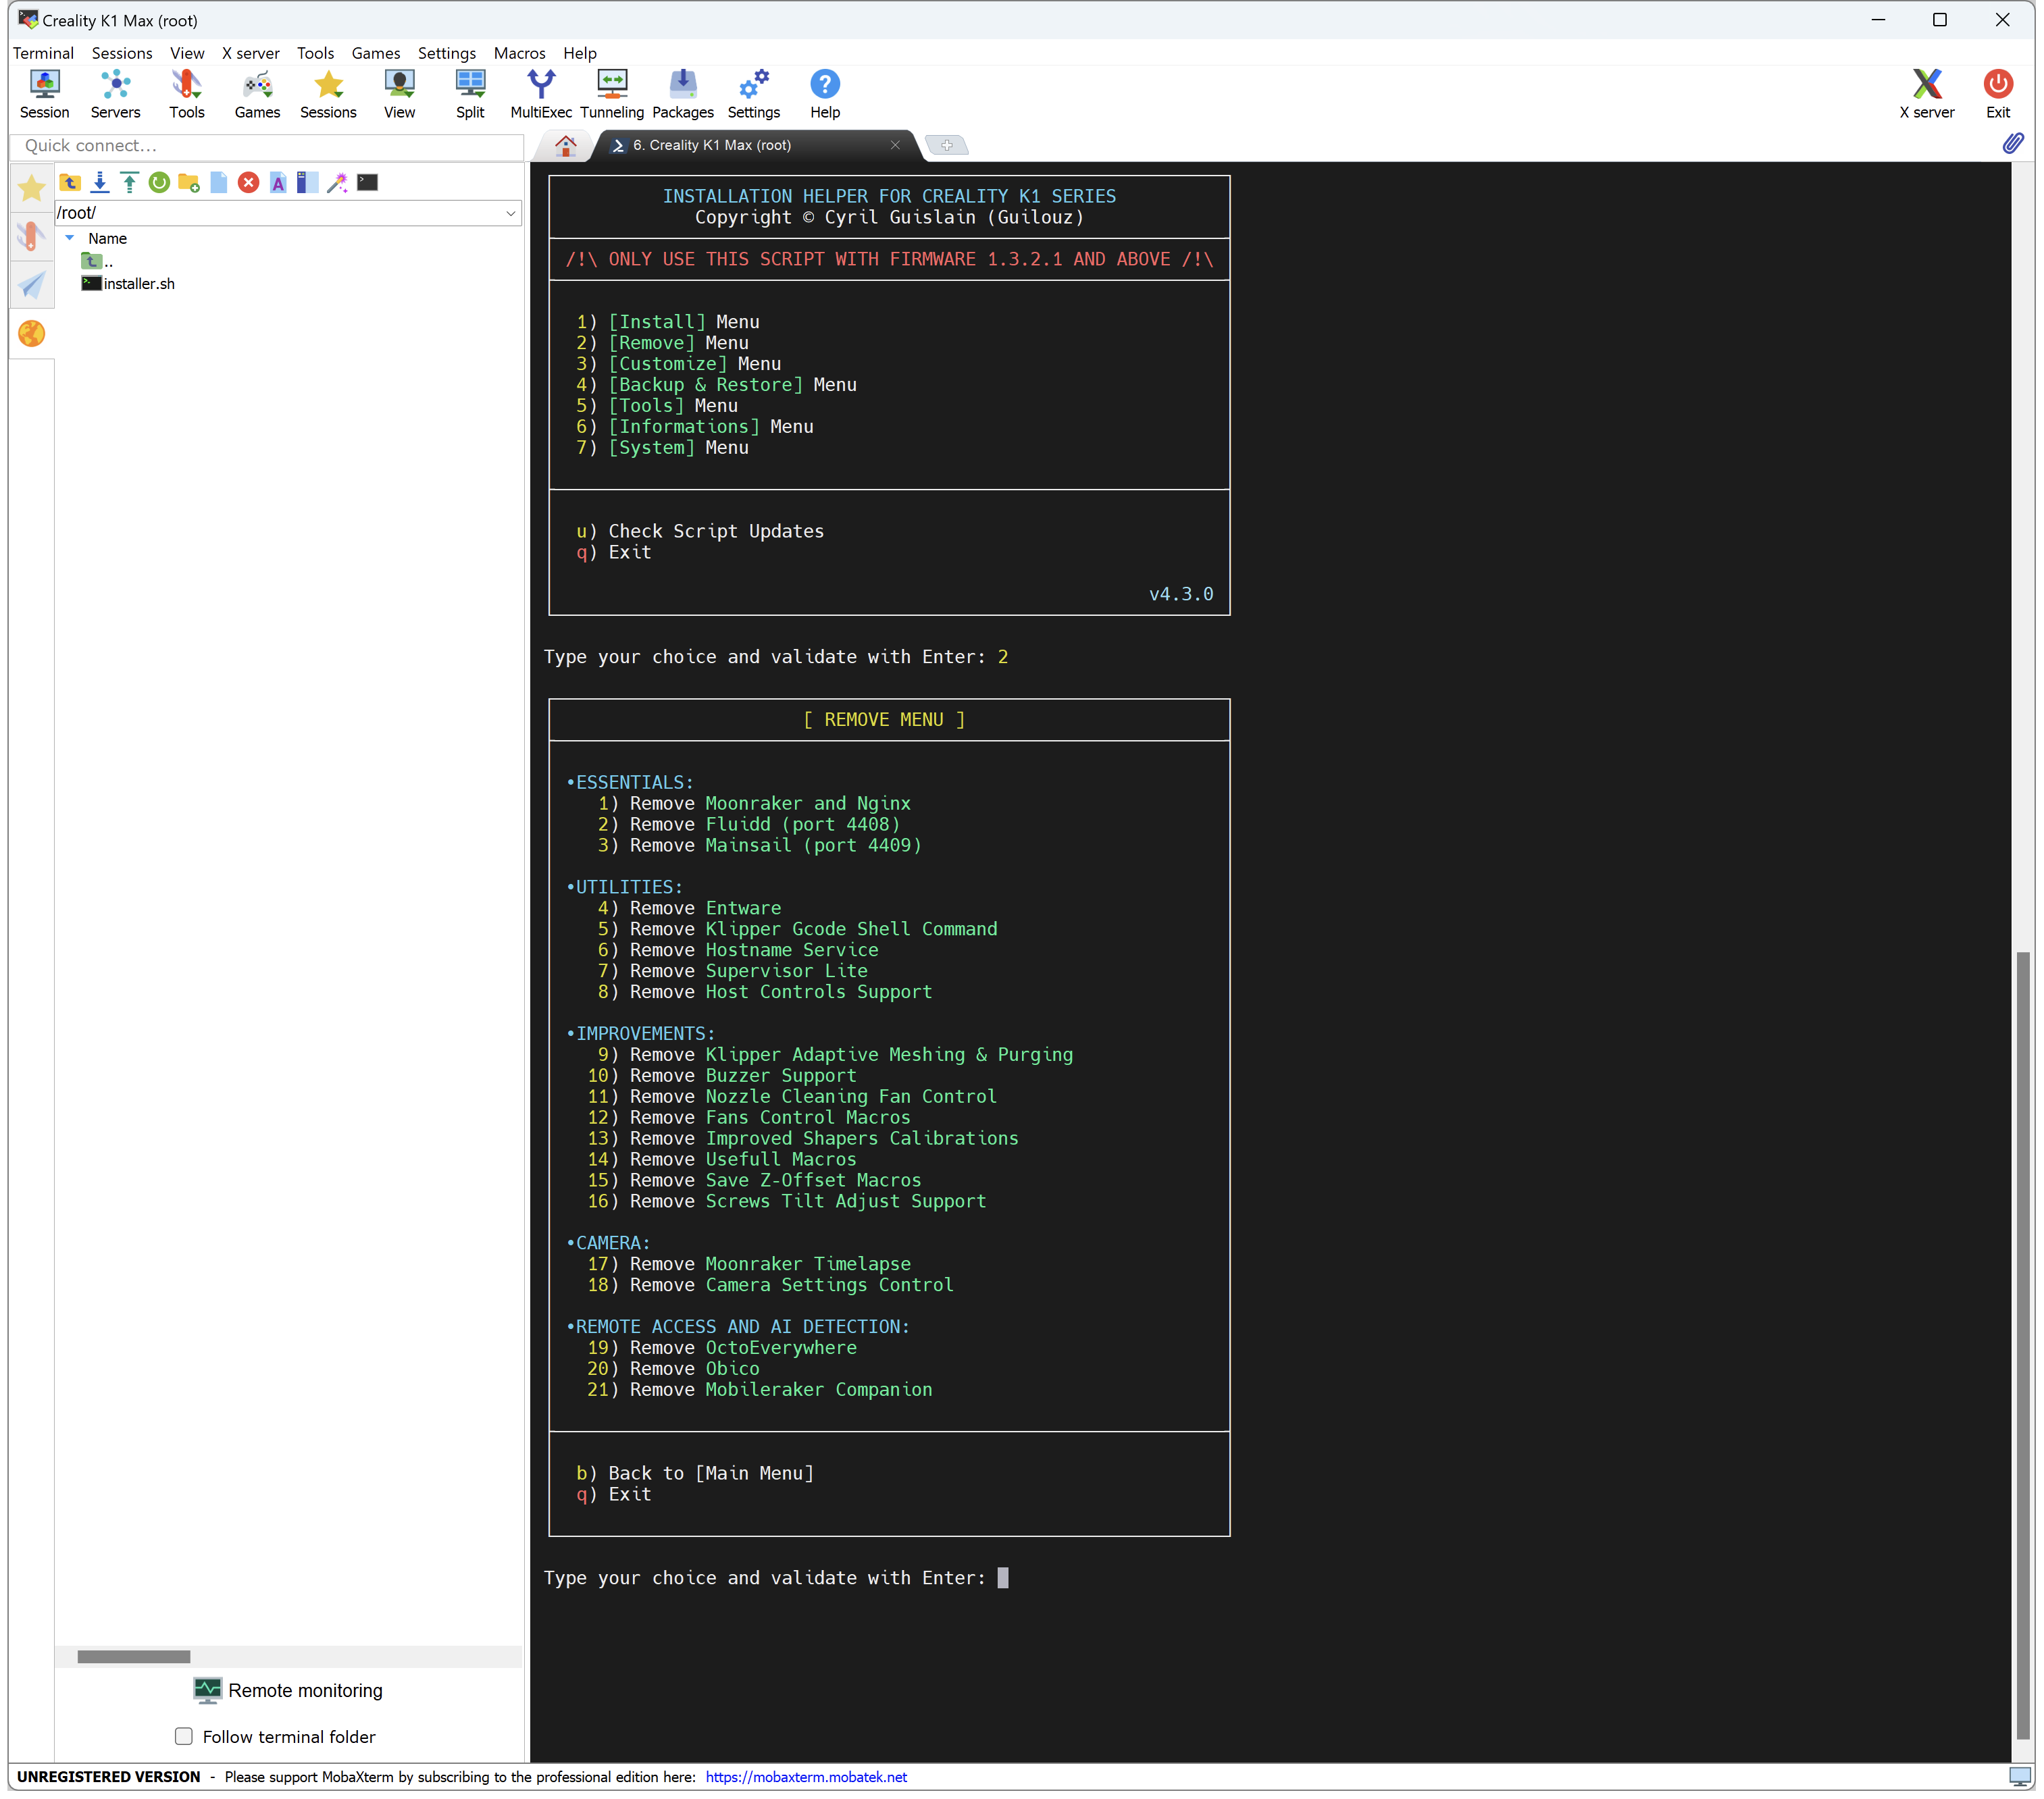 Creality K1 Max (root)
Terminal Sessions View X server Tools Games Settings Macros Help
Session Servers Tools Games Sessions View Split MultiExec Tunneling Packages Settings Help X server Exit
Quick connect...
6. Creality K1 Max (root)
/root/
Name
..
installer.sh
INSTALLATION HELPER FOR CREALITY K1 SERIES
Copyright © Cyril Guislain (Guilouz)
/!\ ONLY USE THIS SCRIPT WITH FIRMWARE 1.3.2.1 AND ABOVE /!\
1) [Install] Menu
2) [Remove] Menu
3) [Customize] Menu
4) [Backup & Restore] Menu
5) [Tools] Menu
6) [Informations] Menu
7) [System] Menu
u) Check Script Updates
q) Exit
v4.3.0
Type your choice and validate with Enter: 2
[ REMOVE MENU ]
•ESSENTIALS:
1) Remove Moonraker and Nginx
2) Remove Fluidd (port 4408)
3) Remove Mainsail (port 4409)
•UTILITIES:
4) Remove Entware
5) Remove Klipper Gcode Shell Command
6) Remove Hostname Service
7) Remove Supervisor Lite
8) Remove Host Controls Support
•IMPROVEMENTS:
9) Remove Klipper Adaptive Meshing & Purging
10) Remove Buzzer Support
11) Remove Nozzle Cleaning Fan Control
12) Remove Fans Control Macros
13) Remove Improved Shapers Calibrations
14) Remove Usefull Macros
15) Remove Save Z-Offset Macros
16) Remove Screws Tilt Adjust Support
•CAMERA:
17) Remove Moonraker Timelapse
18) Remove Camera Settings Control
•REMOTE ACCESS AND AI DETECTION:
19) Remove OctoEverywhere
20) Remove Obico
21) Remove Mobileraker Companion
b) Back to [Main Menu]
q) Exit
Type your choice and validate with Enter:
Remote monitoring
Follow terminal folder
UNREGISTERED VERSION - Please support MobaXterm by subscribing to the professional edition here: https://mobaxterm.mobatek.net